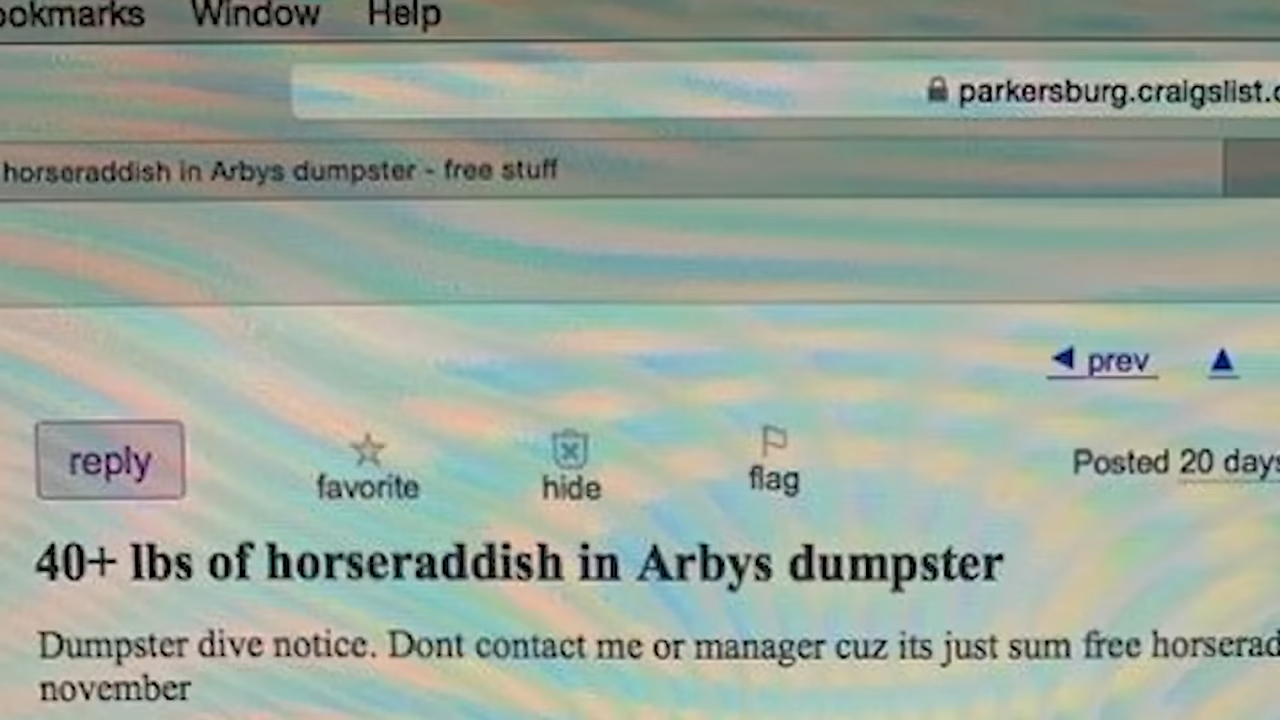 ookmarks Window Help
parkersburg.craigslist.
horseraddish in Arbys dumpster - free stuff
prev
reply favorite hide flag Posted 20 days
40+ lbs of horseraddish in Arbys dumpster
Dumpster dive notice. Dont contact me or manager cuz its just sum free horserad
november